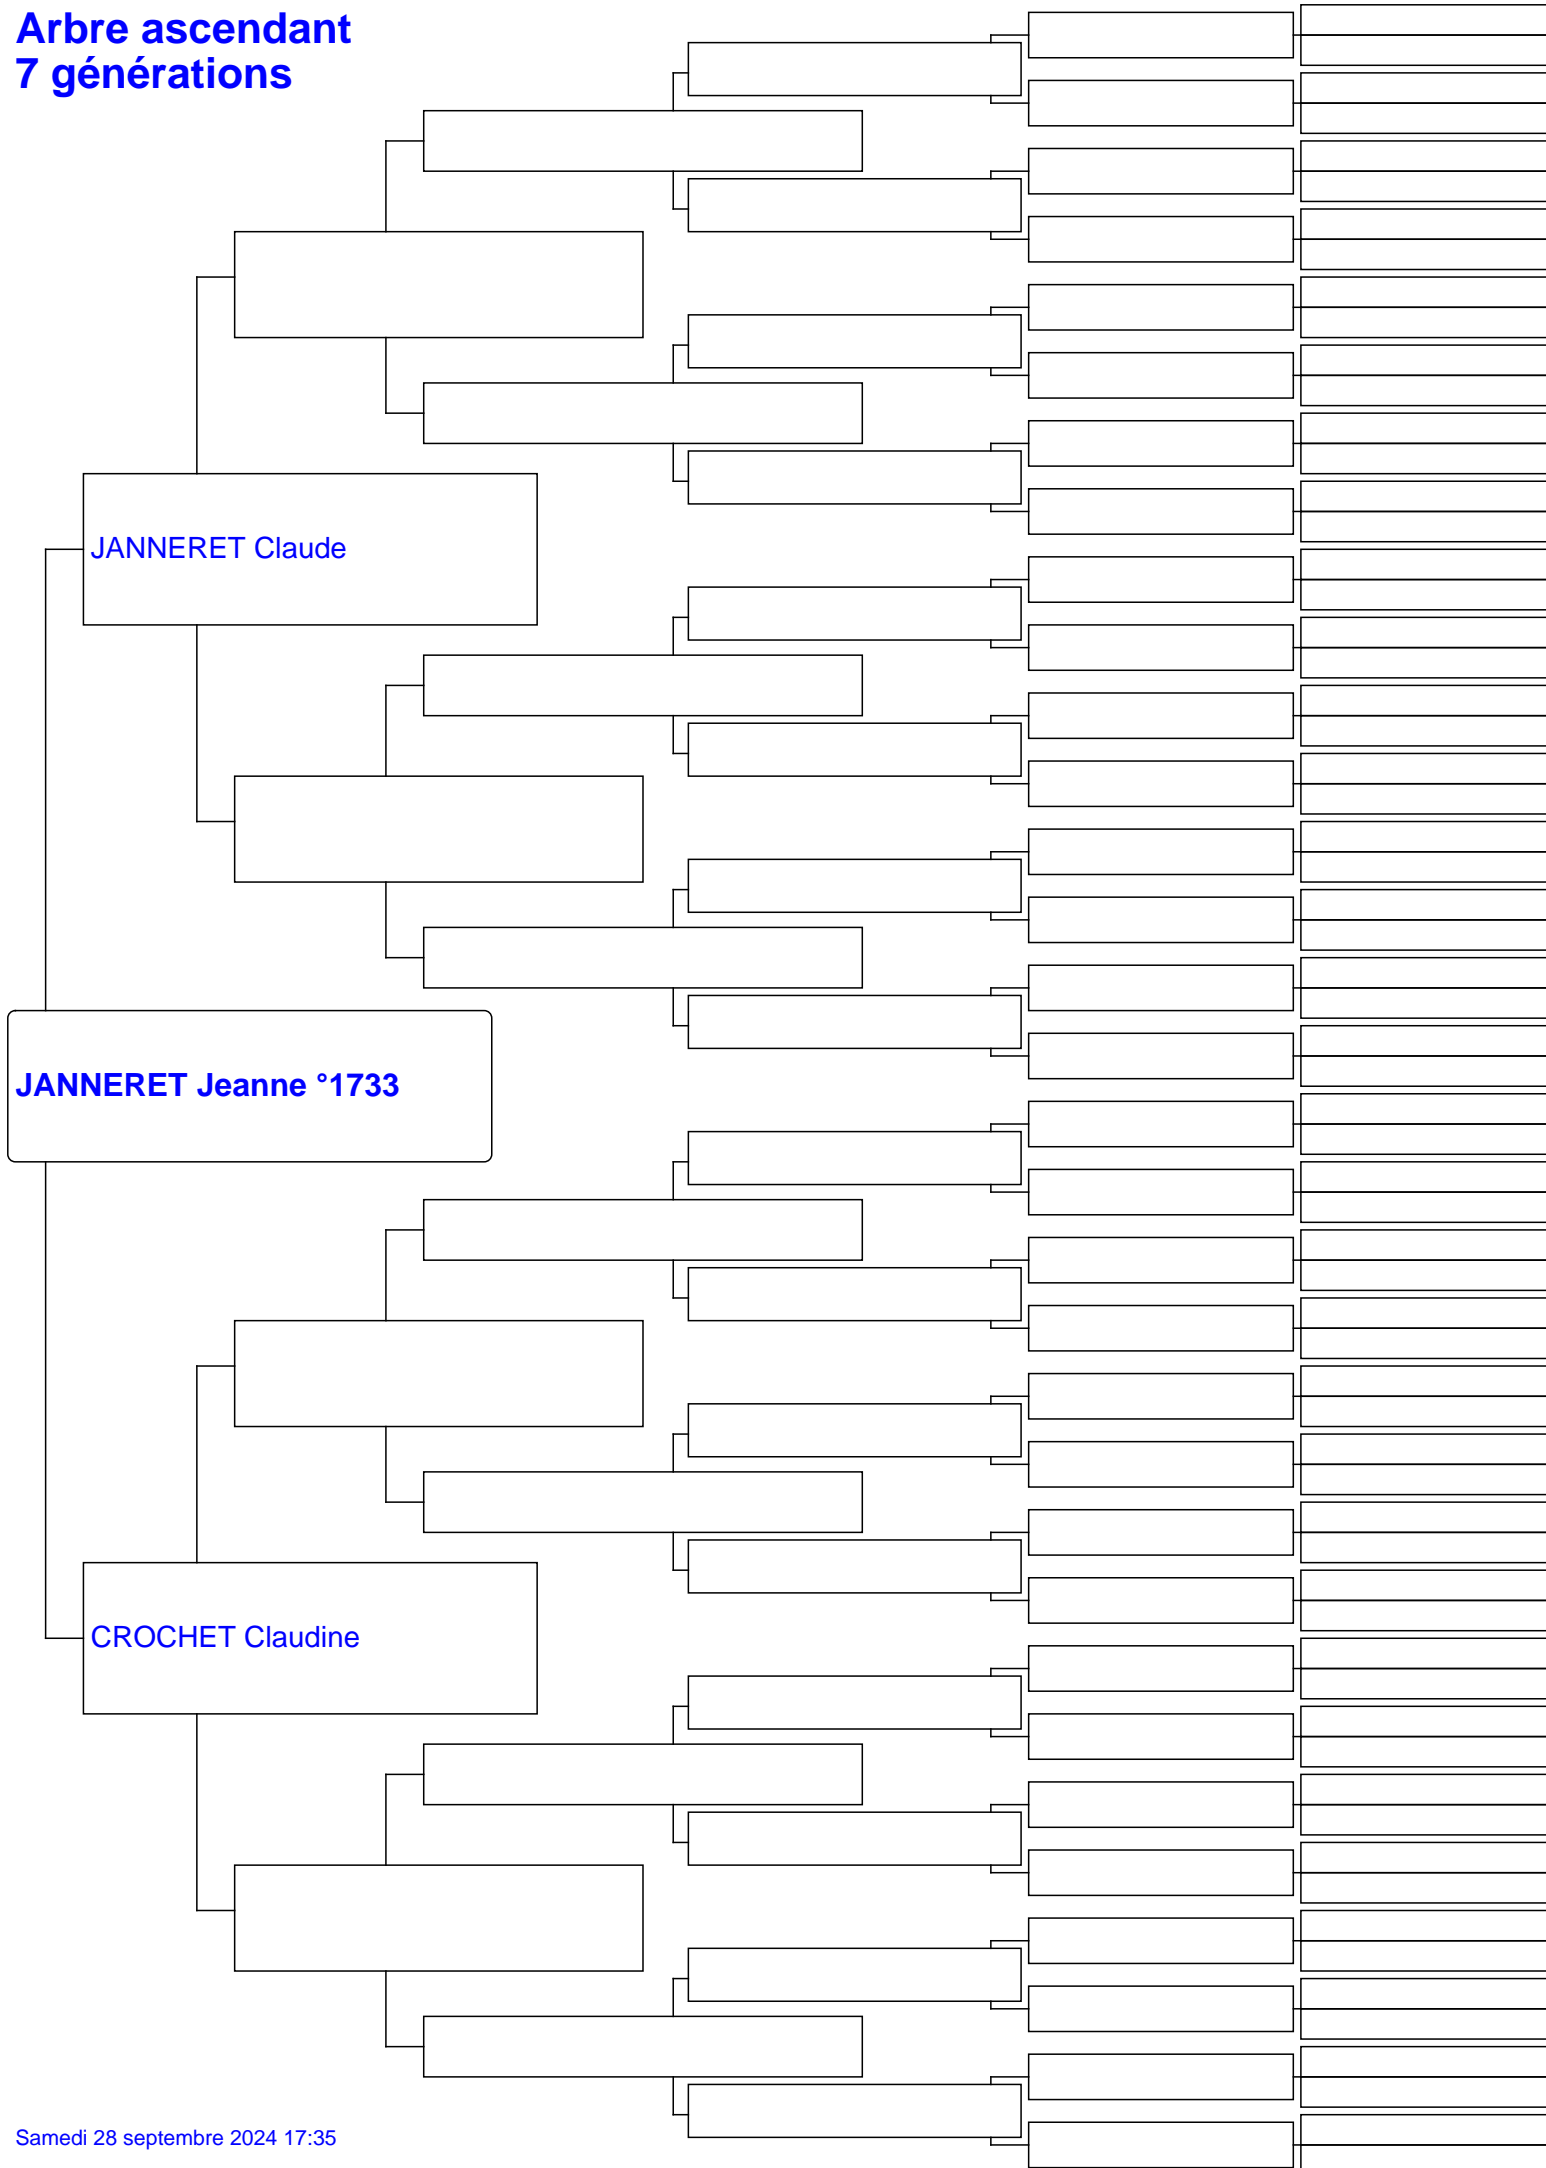 Arbre ascendant
7 générations
JANNERET Claude
JANNERET Jeanne °1733
CROCHET Claudine
Samedi 28 septembre 2024 17:35